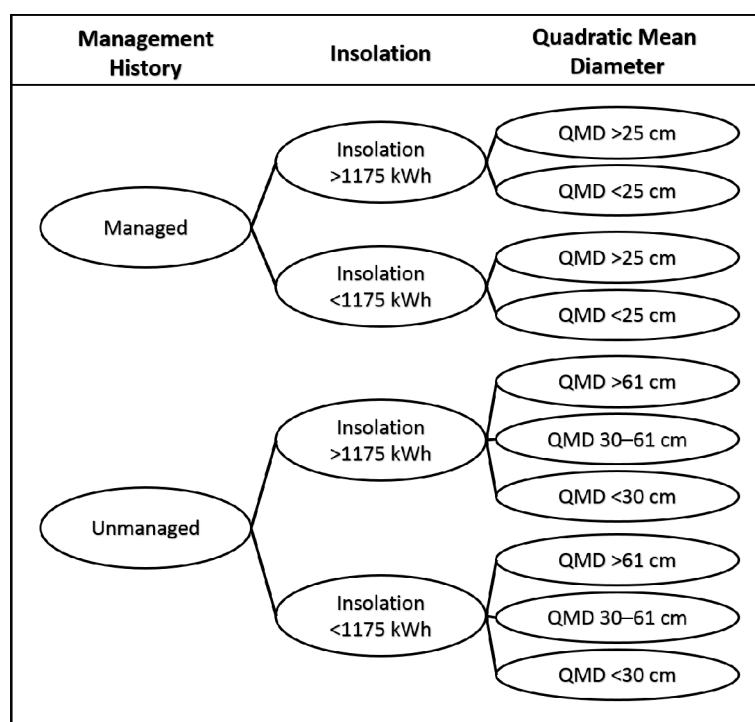 Management
History
Insolation
Quadratic Mean
Diameter
Managed
Insolation
>1175 kWh
QMD >25 cm
QMD <25 cm
Insolation
<1175 kWh
QMD >25 cm
QMD <25 cm
Unmanaged
Insolation
>1175 kWh
QMD >61 cm
QMD 30–61 cm
QMD <30 cm
Insolation
<1175 kWh
QMD >61 cm
QMD 30–61 cm
QMD <30 cm